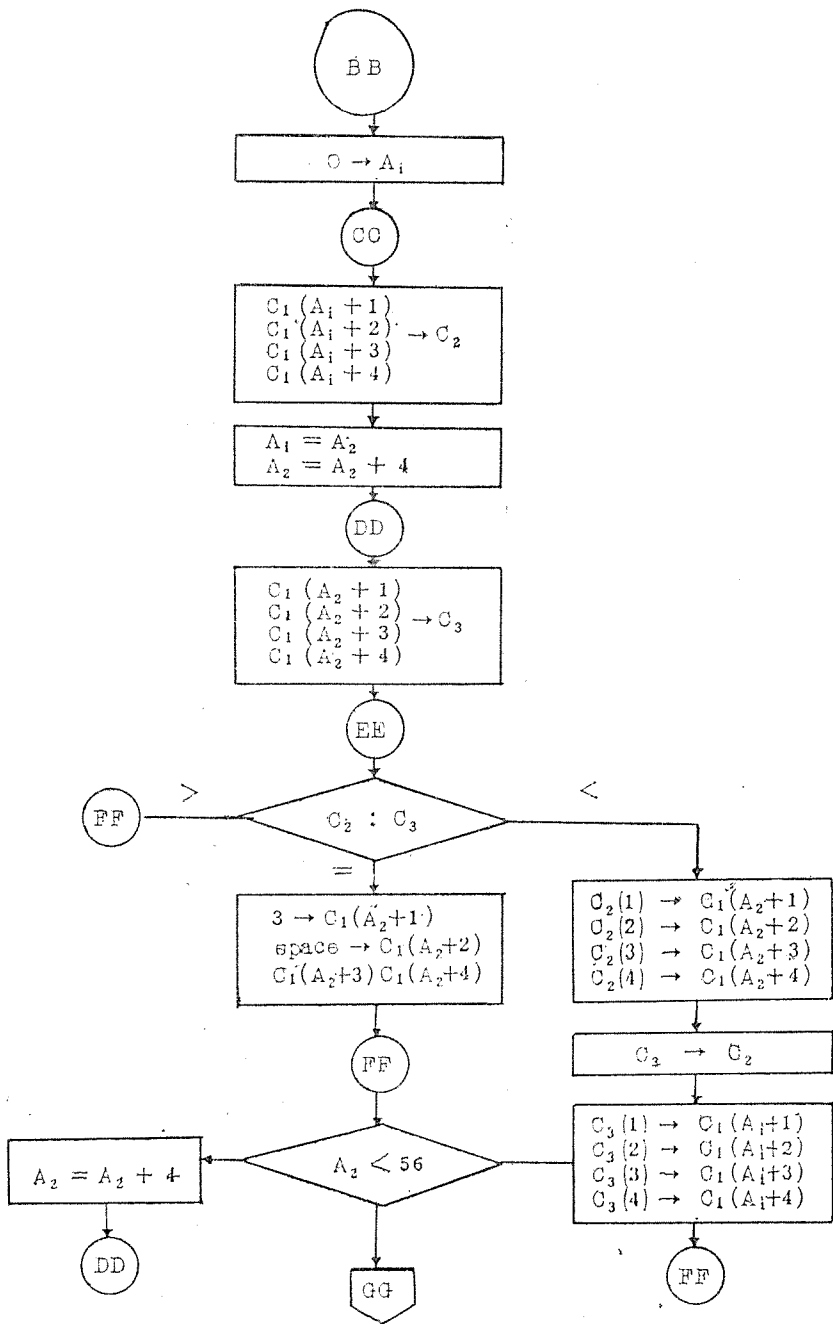 BB
0 → A₁
CC
C₁ (A₁ + 1)
C₁ (A₁ + 2) → C₂
C₁ (A₁ + 3)
C₁ (A₁ + 4)
A₁ = A₂
A₂ = A₂ + 4
DD
C₁ (A₂ + 1)
C₁ (A₂ + 2) → C₃
C₁ (A₂ + 3)
C₁ (A₂ + 4)
EE
>
<
FF
C₂ : C₃
=
3 → C₁(A₂+1)
space → C₁(A₂+2)
C₁(A₂+3) C₁(A₂+4)
C₂(1) → C₁(A₂+1)
C₂(2) → C₁(A₂+2)
C₂(3) → C₁(A₂+3)
C₂(4) → C₁(A₂+4)
FF
C₃ → C₂
A₂ = A₂ + 4
A₂ < 56
C₃(1) → C₁(A₁+1)
C₃(2) → C₁(A₁+2)
C₃(3) → C₁(A₁+3)
C₃(4) → C₁(A₁+4)
DD
GG
FF